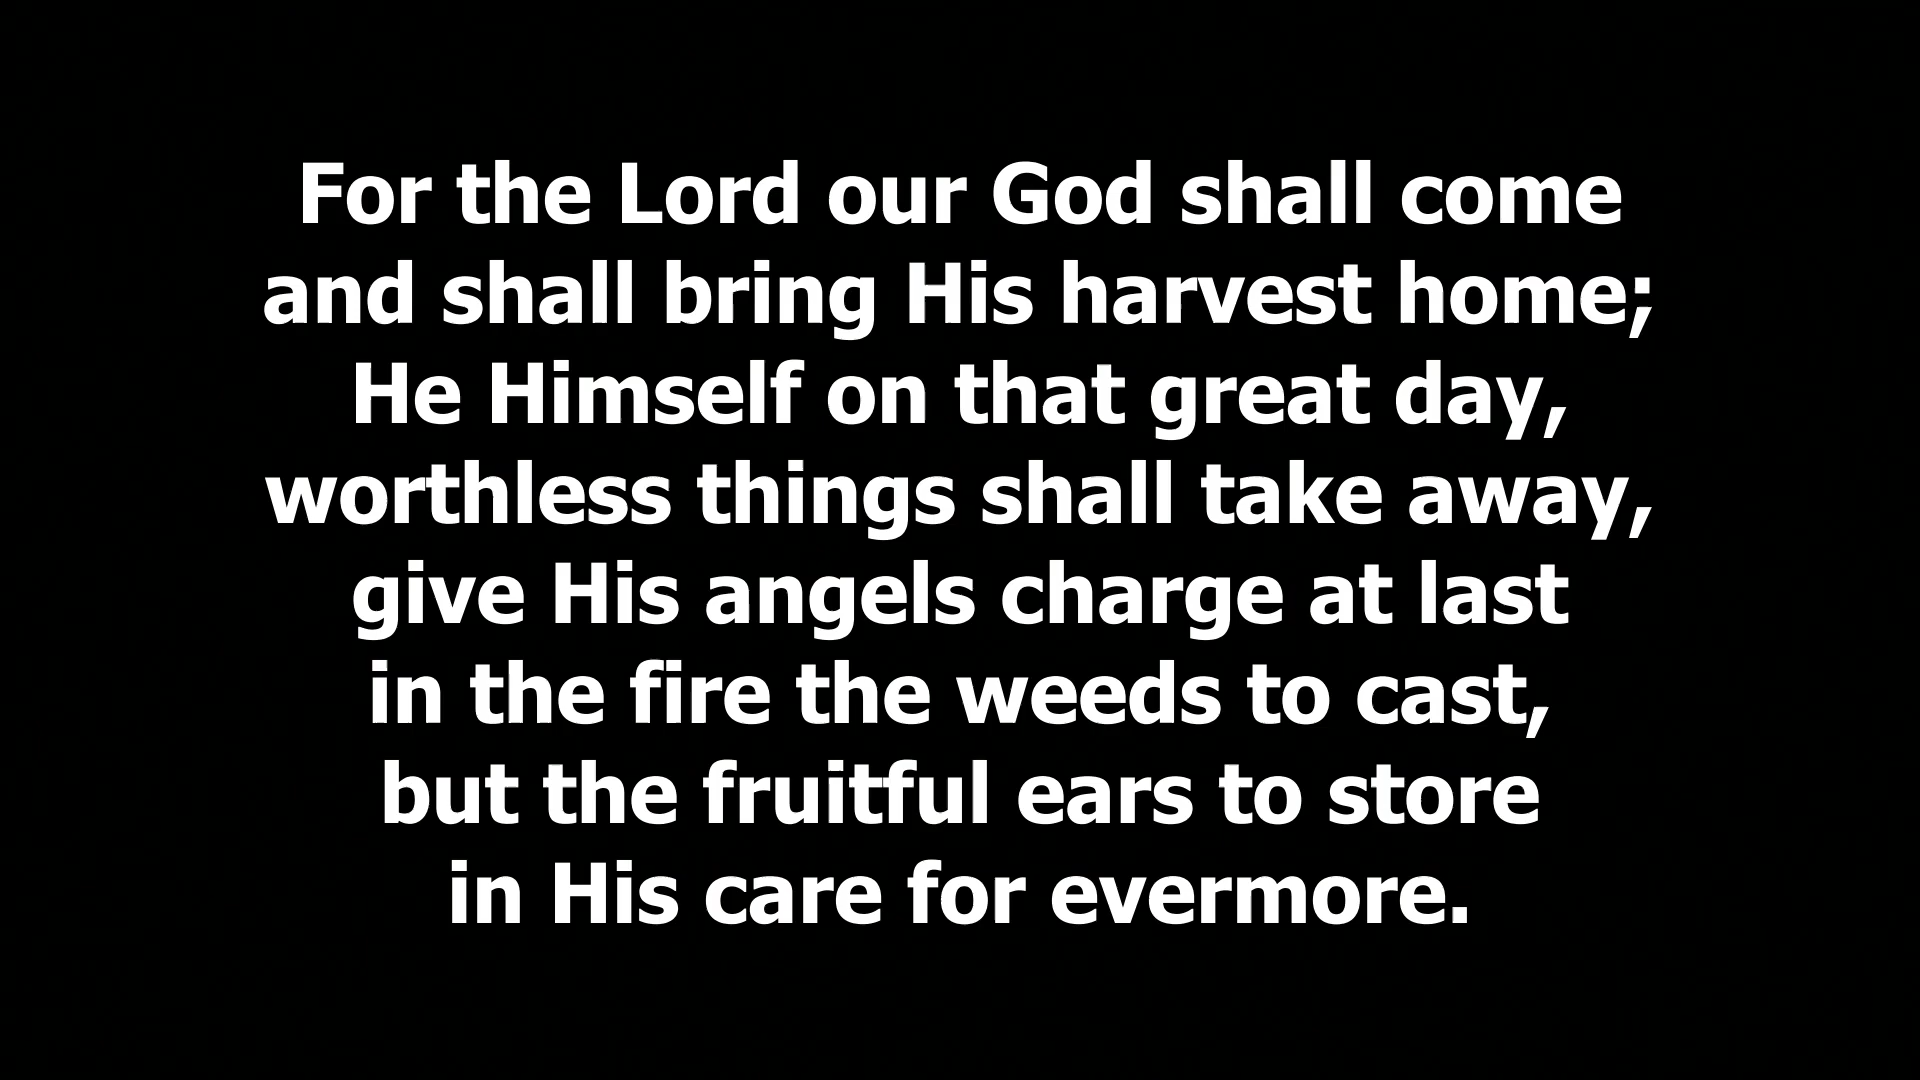 For the Lord our God shall come
and shall bring His harvest home;
He Himself on that great day,
worthless things shall take away,
give His angels charge at last
in the fire the weeds to cast,
but the fruitful ears to store
in His care for evermore.